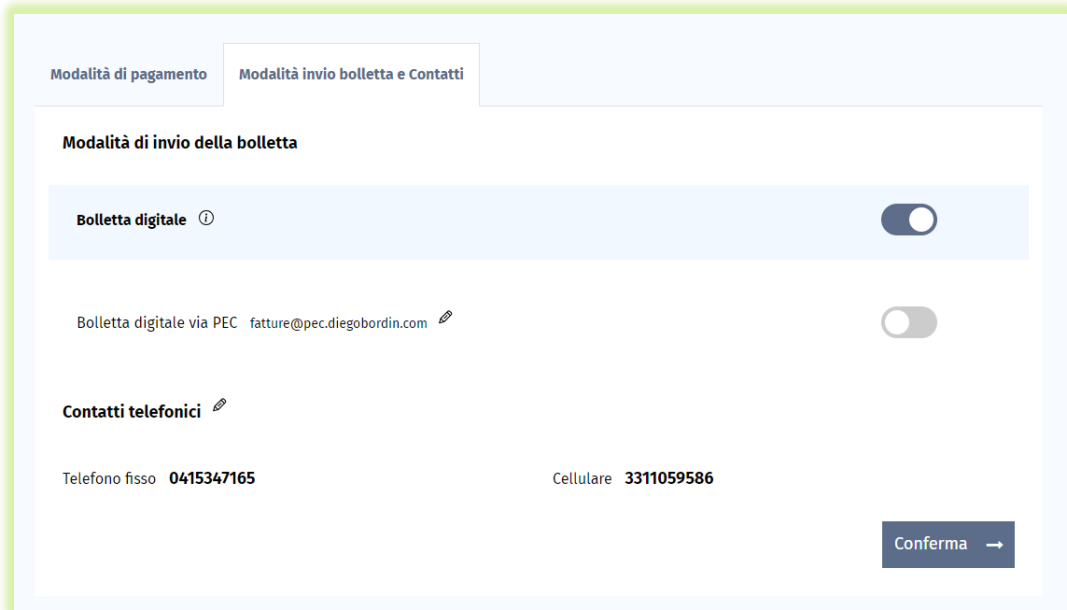 Modalità di pagamento
Modalità invio bolletta e Contatti
Modalità di invio della bolletta
Bolletta digitale
Bolletta digitale via PEC fatture@pec.diegobordin.com
Contatti telefonici
Telefono fisso 0415347165 Cellulare 3311059586
Conferma →